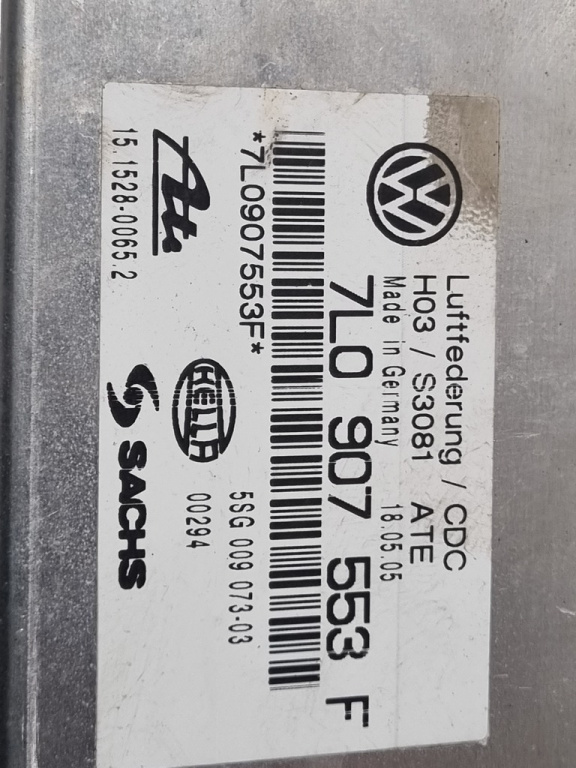 Luftfederung / CDC
H03 / S3081 ATE
Made in Germany 18.05.05
7L0 907 553 F
*7L0907553F*
5SG 009 073-03
HELLA 00294
Ate SACHS
15.1528-0065.2